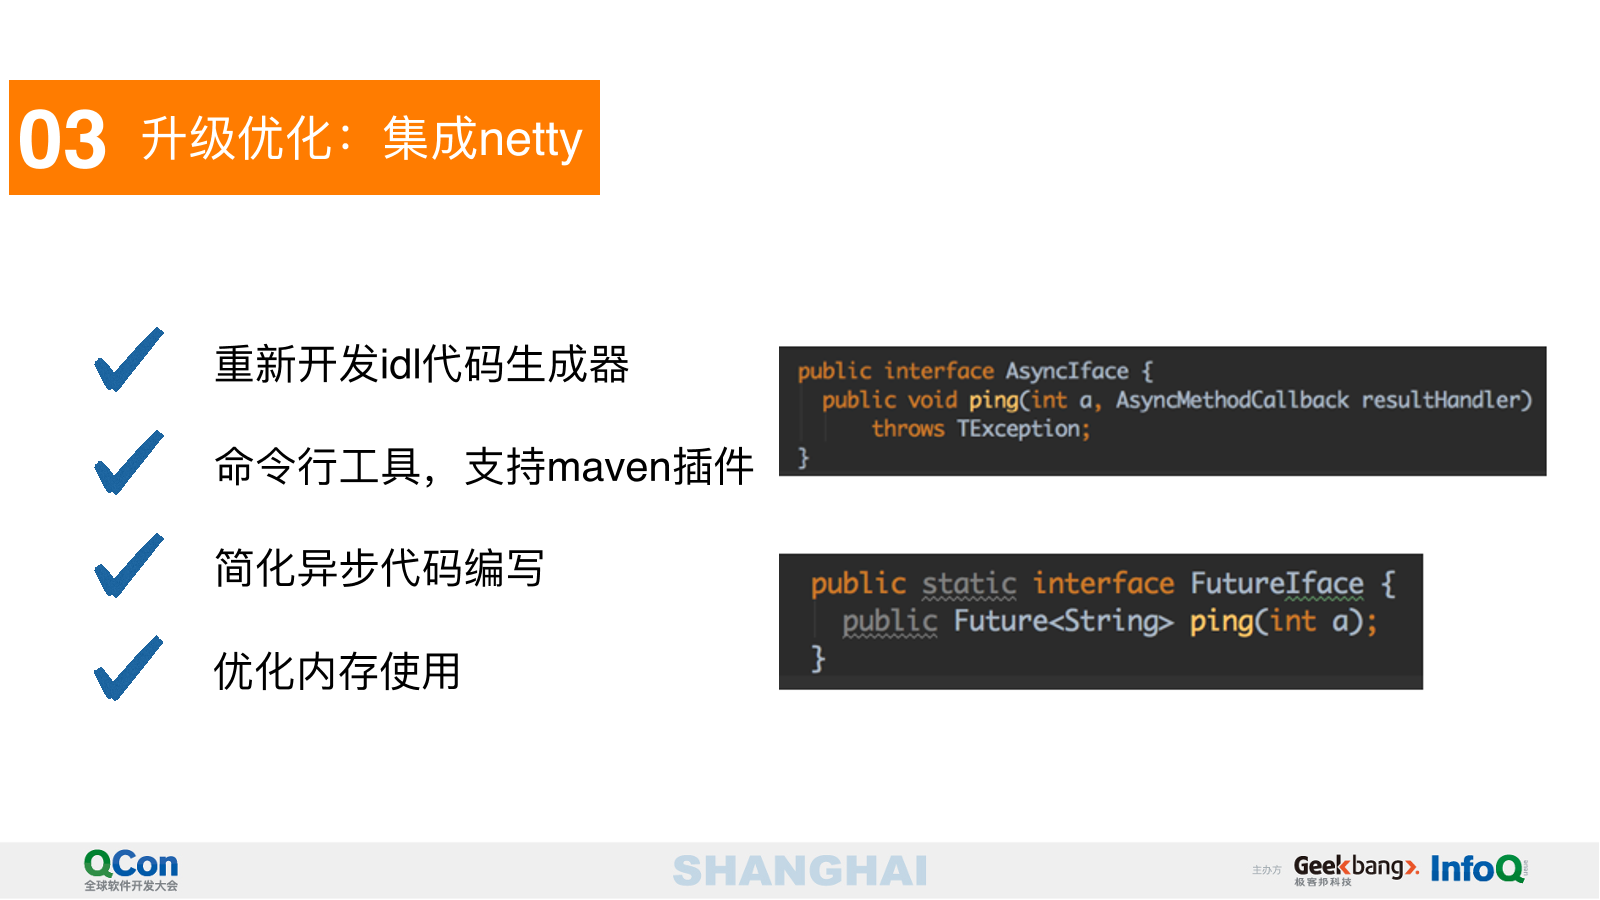 03 升级优化：集成netty
重新开发idl代码生成器
命令行工具，支持maven插件
简化异步代码编写
优化内存使用
public interface AsyncIface {
public void ping(int a, AsyncMethodCallback resultHandler)
throws TException;
}
public static interface FutureIface {
public Future<String> ping(int a);
}
QCon
全球软件开发大会
SHANGHAI
主办方
Geekbang>.
极客邦科技
InfoQ